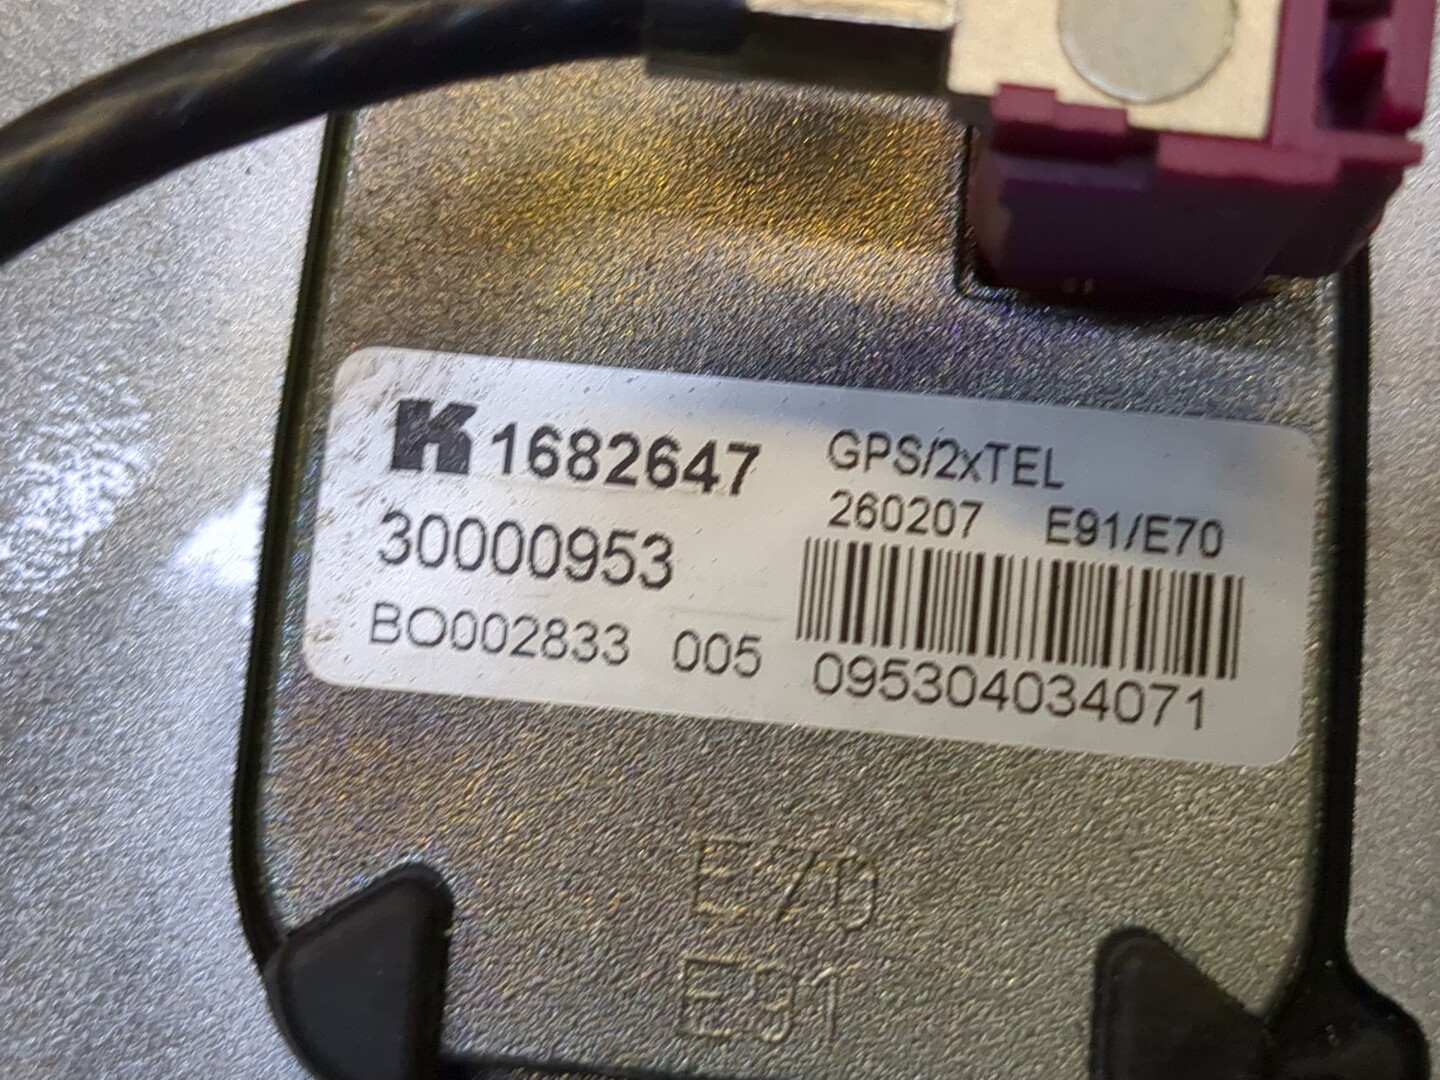 K 1682647
30000953
BO002833 005
GPS/2xTEL
260207 E91/E70
095304034071
E70
E91